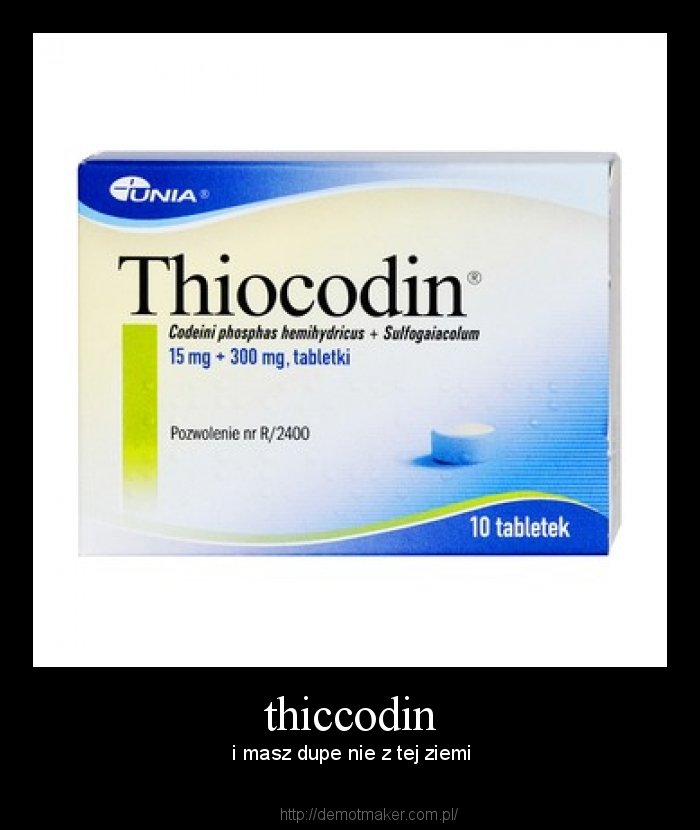 UNIA®
Thiocodin®
Codeini phosphas hemihydricus + Sulfogaiacolum
15 mg + 300 mg, tabletki
Pozwolenie nr R/2400
10 tabletek
thiccodin
i masz dupe nie z tej ziemi
http://demotmaker.com.pl/